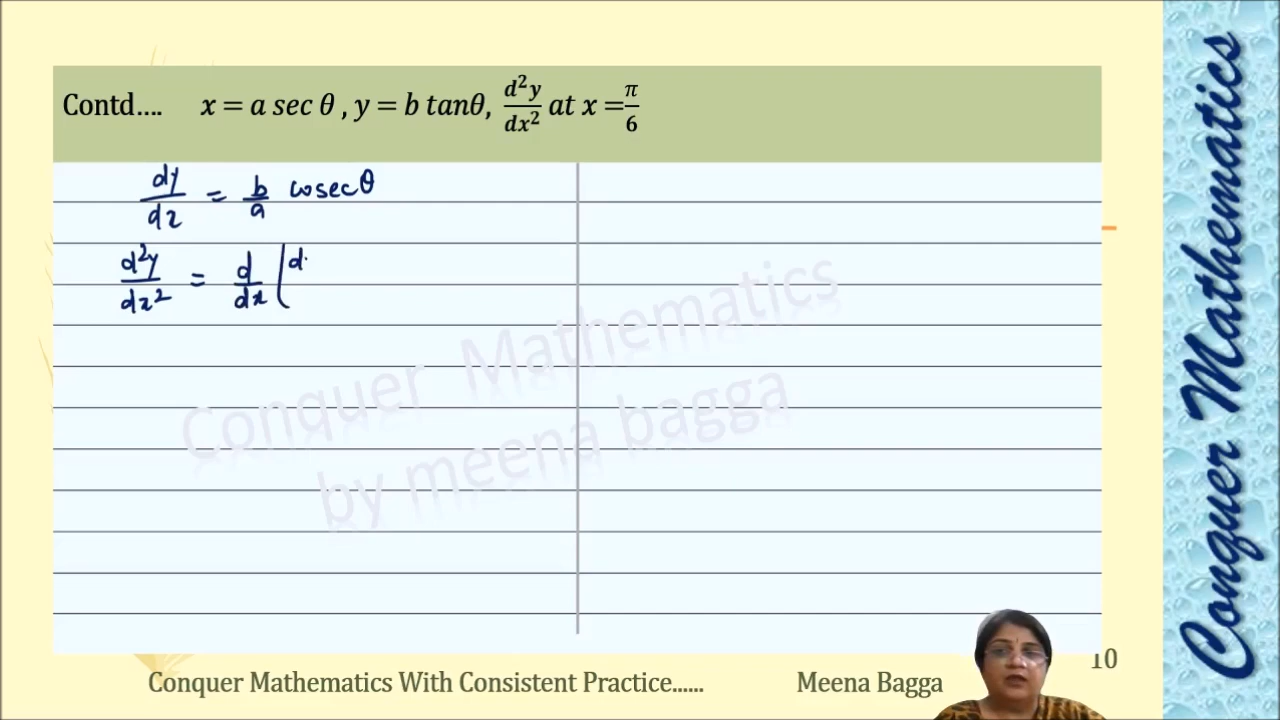 Contd.... x = a sec θ , y = b tanθ, d²y/dx² at x = π/6
dy/dx = b/a cosec θ
d²y/dx² = d/dx ( d
Conquer Mathematics
by meena bagga
Conquer Mathematics With Consistent Practice...... Meena Bagga 10
Conquer Mathematics